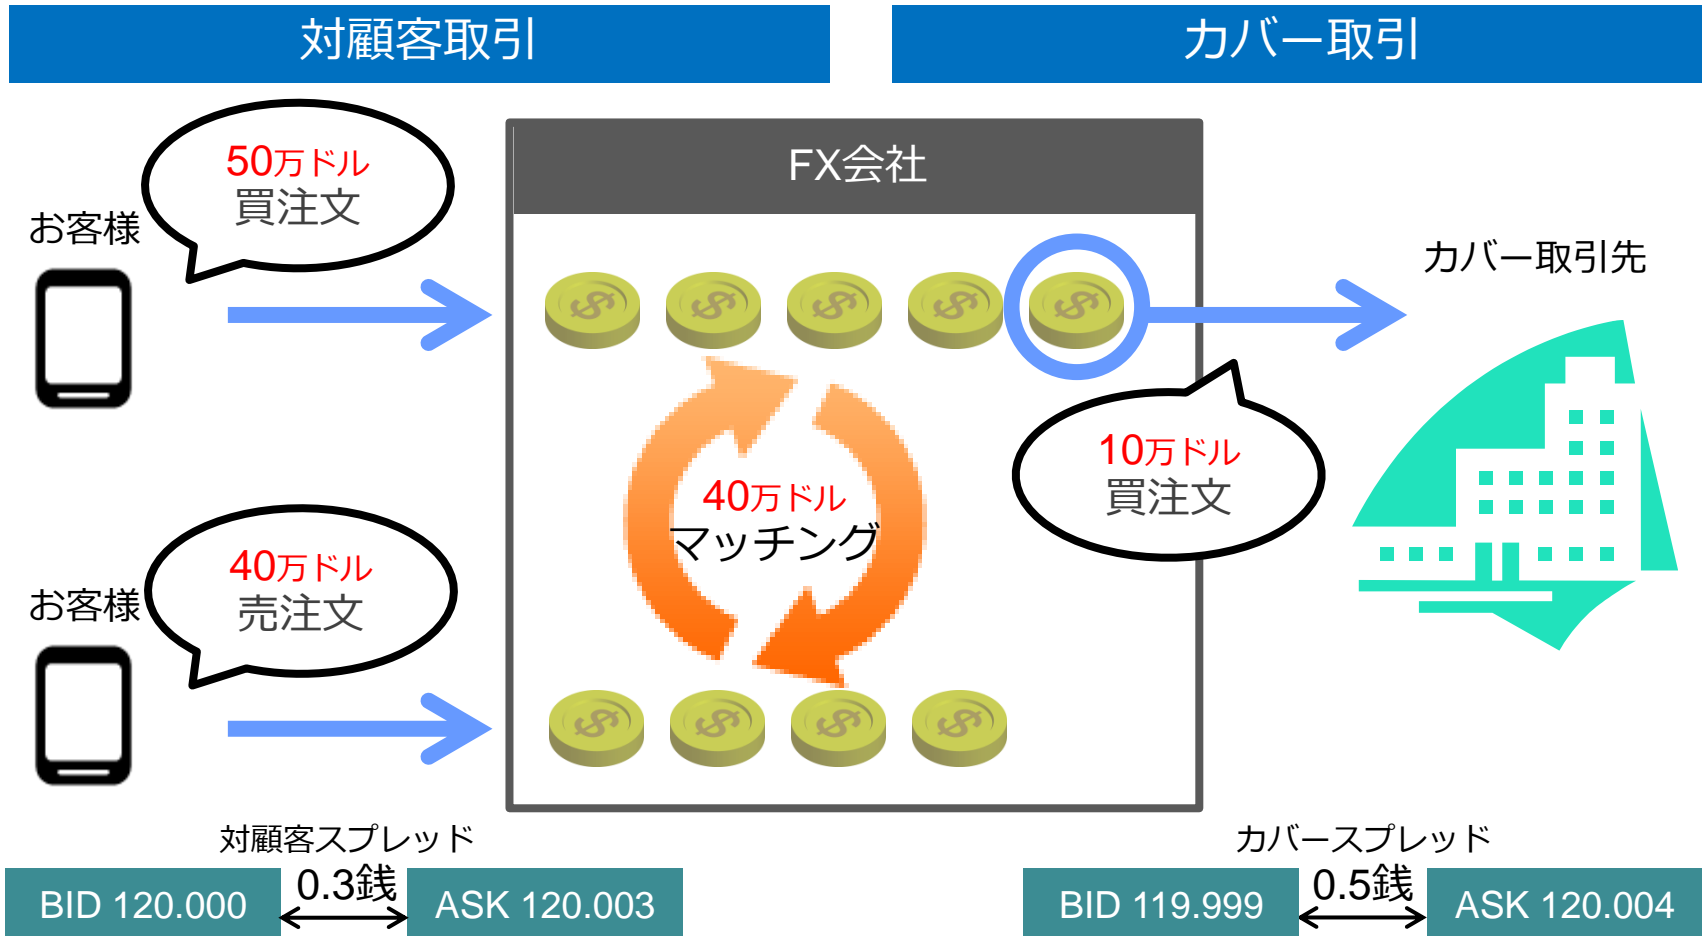 対顧客取引
カバー取引
50万ドル
買注文
お客様
FX会社
カバー取引先
10万ドル
買注文
40万ドル
マッチング
40万ドル
売注文
お客様
対顧客スプレッド
BID 120.000
0.3銭
ASK 120.003
カバースプレッド
BID 119.999
0.5銭
ASK 120.004